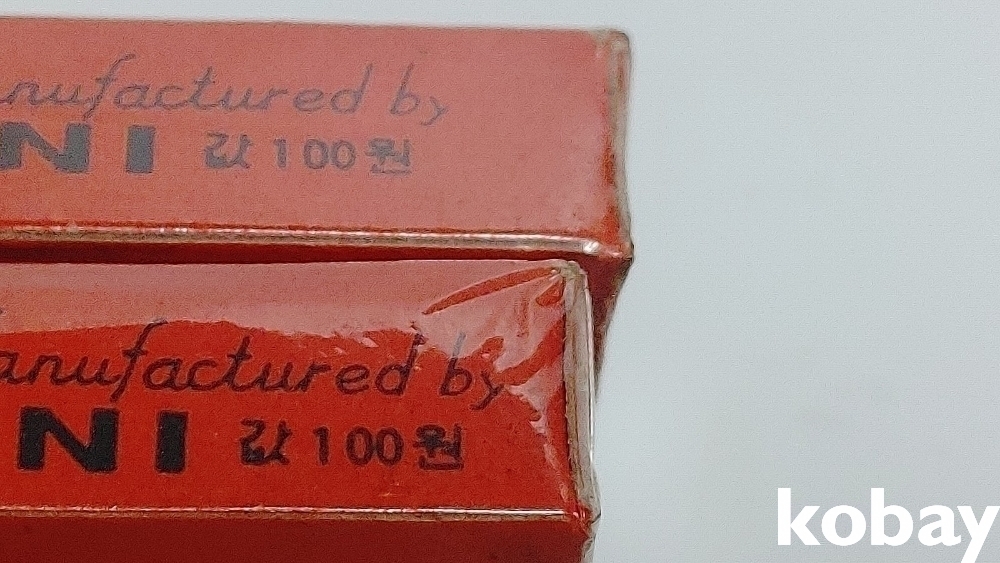 anufactured by
NI 값 100원
anufactured by
NI 값 100원
kobay